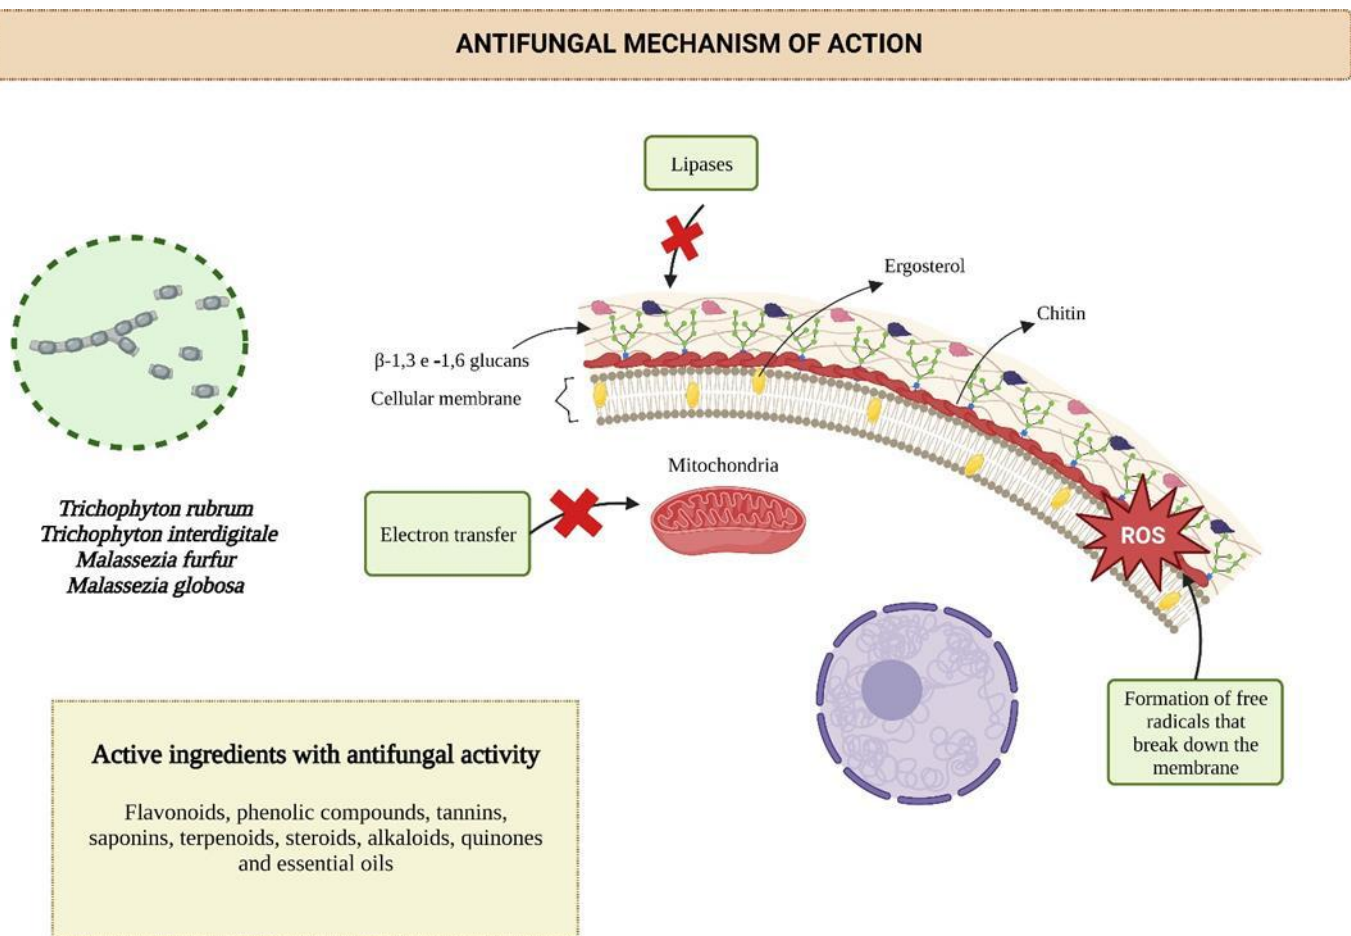 ANTIFUNGAL MECHANISM OF ACTION
Lipases
Ergosterol
Chitin
β-1,3 e -1,6 glucans
Cellular membrane
Mitochondria
Electron transfer
ROS
Trichophyton rubrum
Trichophyton interdigitale
Malassezia furfur
Malassezia globosa
Formation of free
radicals that
break down the
membrane
Active ingredients with antifungal activity
Flavonoids, phenolic compounds, tannins,
saponins, terpenoids, steroids, alkaloids, quinones
and essential oils